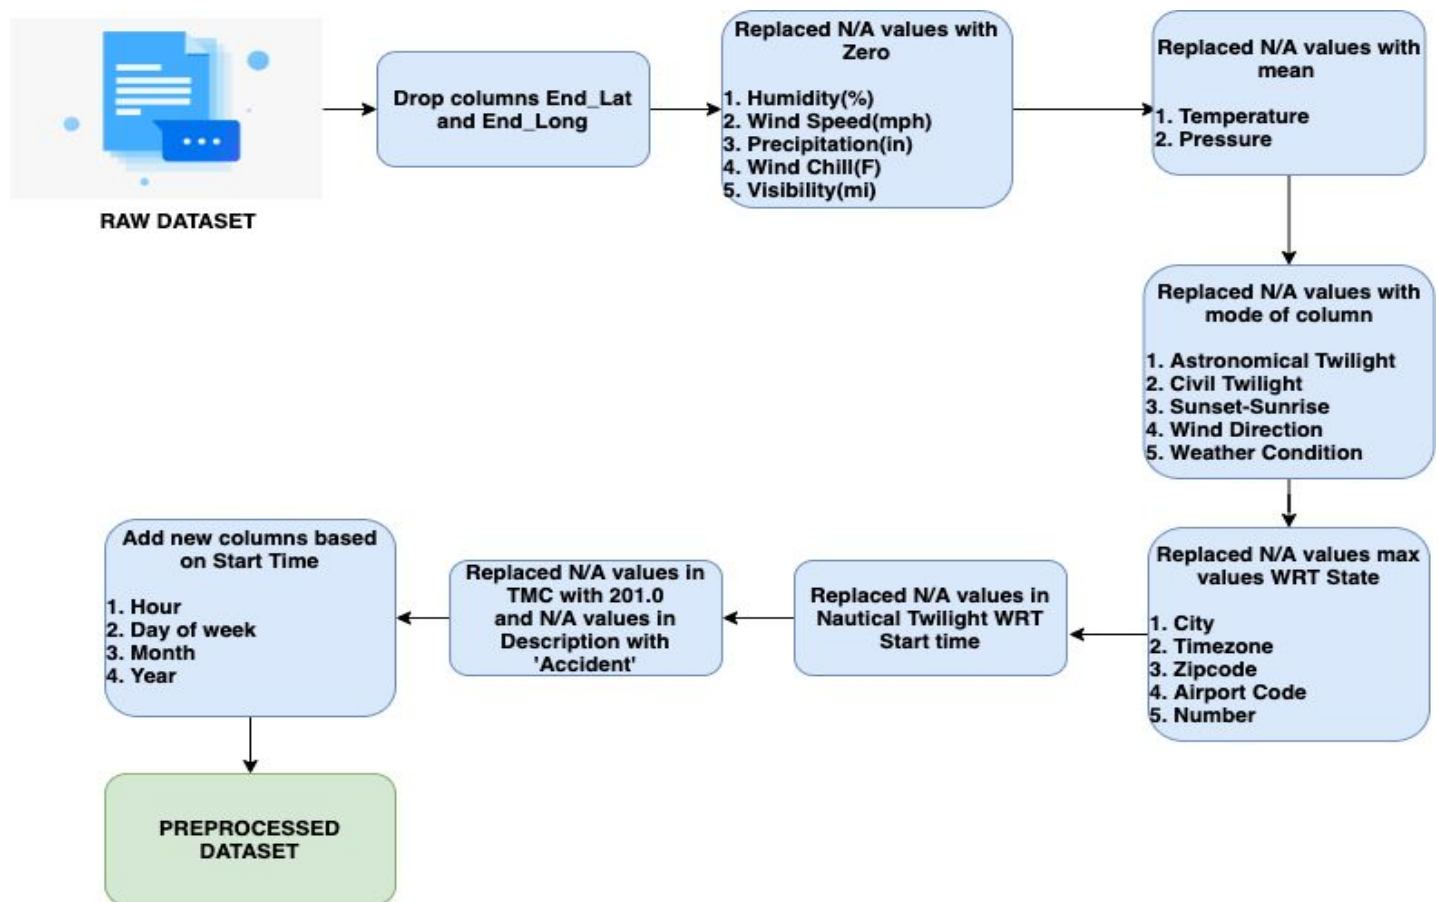 RAW DATASET
Drop columns End_Lat
and End_Long
Replaced N/A values with
Zero
1. Humidity(%)
2. Wind Speed(mph)
3. Precipitation(in)
4. Wind Chill(F)
5. Visibility(mi)
Replaced N/A values with
mean
1. Temperature
2. Pressure
Replaced N/A values with
mode of column
1. Astronomical Twilight
2. Civil Twilight
3. Sunset-Sunrise
4. Wind Direction
5. Weather Condition
Replaced N/A values max
values WRT State
1. City
2. Timezone
3. Zipcode
4. Airport Code
5. Number
Replaced N/A values in
Nautical Twilight WRT
Start time
Replaced N/A values in
TMC with 201.0
and N/A values in
Description with
'Accident'
Add new columns based
on Start Time
1. Hour
2. Day of week
3. Month
4. Year
PREPROCESSED
DATASET